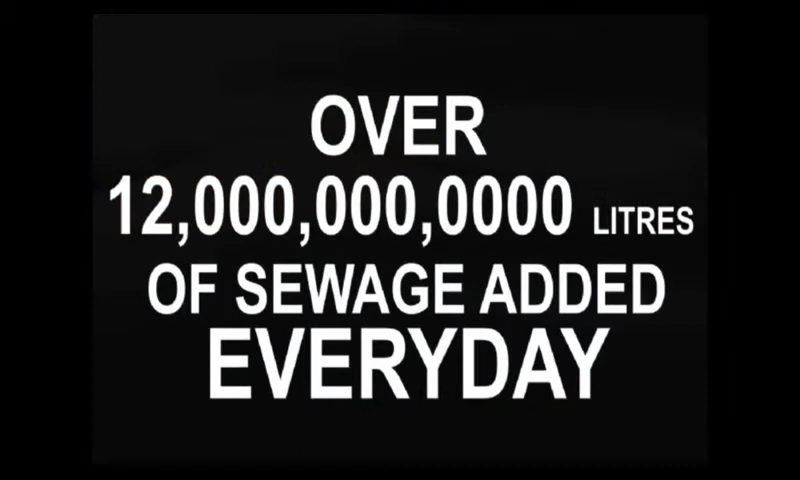 OVER
12,000,000,0000 LITRES
OF SEWAGE ADDED
EVERYDAY